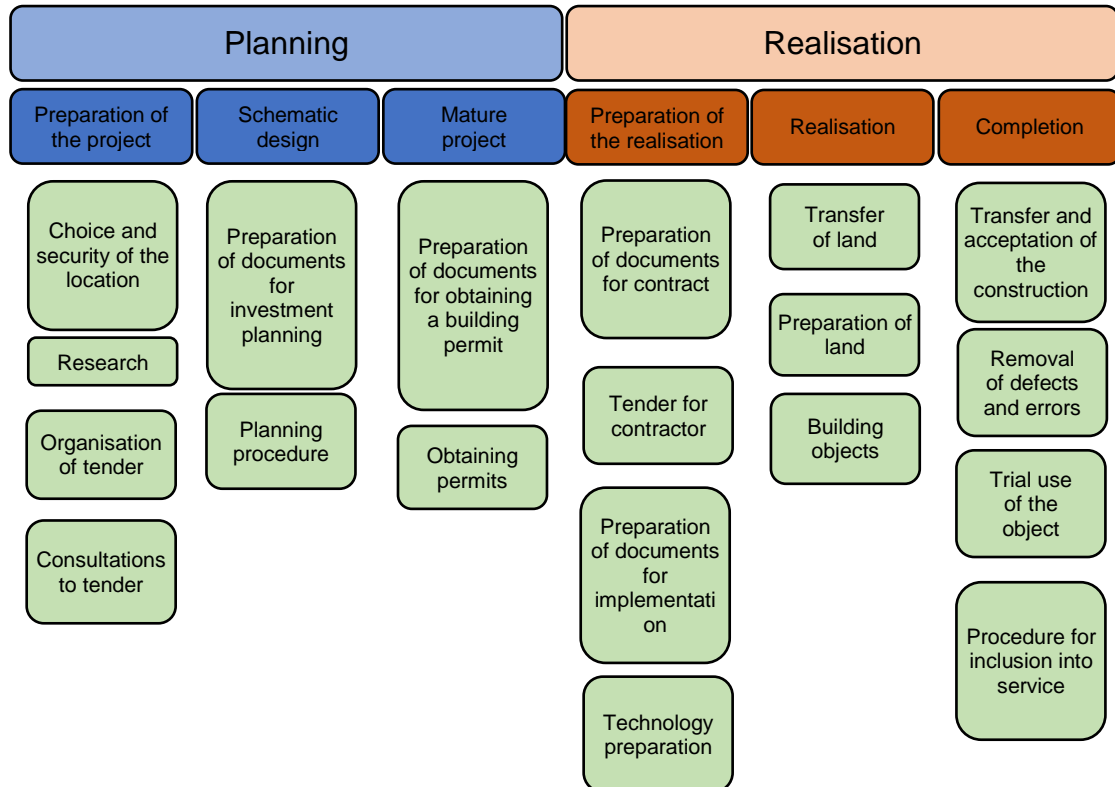 Planning
Realisation
Preparation of
the project
Schematic
design
Mature
project
Preparation of
the realisation
Realisation
Completion
Choice and
security of the
location
Research
Organisation
of tender
Consultations
to tender
Preparation
of documents
for
investment
planning
Planning
procedure
Preparation
of documents
for obtaining
a building
permit
Obtaining
permits
Preparation
of documents
for contract
Tender for
contractor
Preparation
of documents
for
implementati
on
Technology
preparation
Transfer
of land
Preparation of
land
Building
objects
Transfer and
acceptation of
the
construction
Removal
of defects
and errors
Trial use
of the
object
Procedure for
inclusion into
service